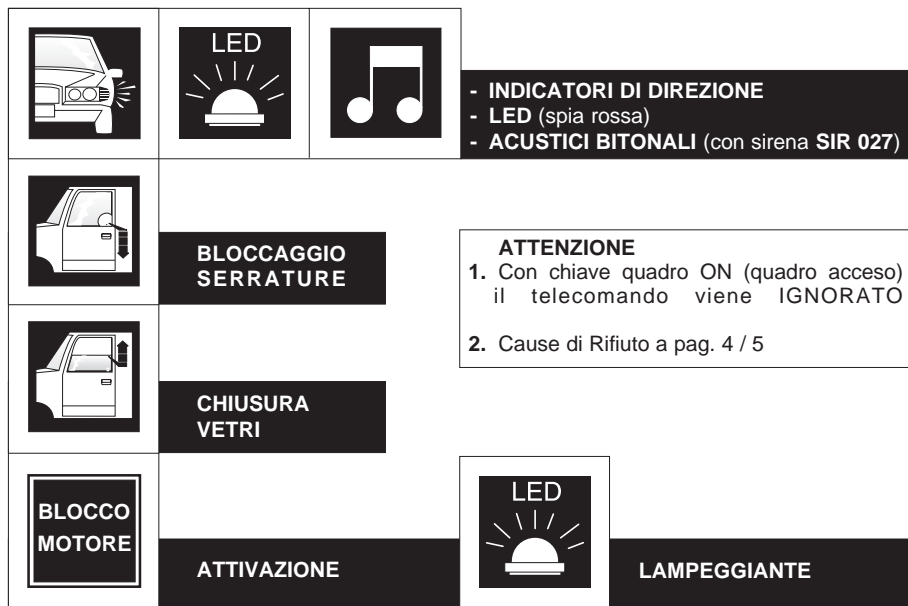 LED
- INDICATORI DI DIREZIONE
- LED (spia rossa)
- ACUSTICI BITONALI (con sirena SIR 027)
BLOCCAGGIO
SERRATURE
ATTENZIONE
1. Con chiave quadro ON (quadro acceso)
il telecomando viene IGNORATO
2. Cause di Rifiuto a pag. 4 / 5
CHIUSURA
VETRI
BLOCCO
MOTORE
ATTIVAZIONE
LED
LAMPEGGIANTE